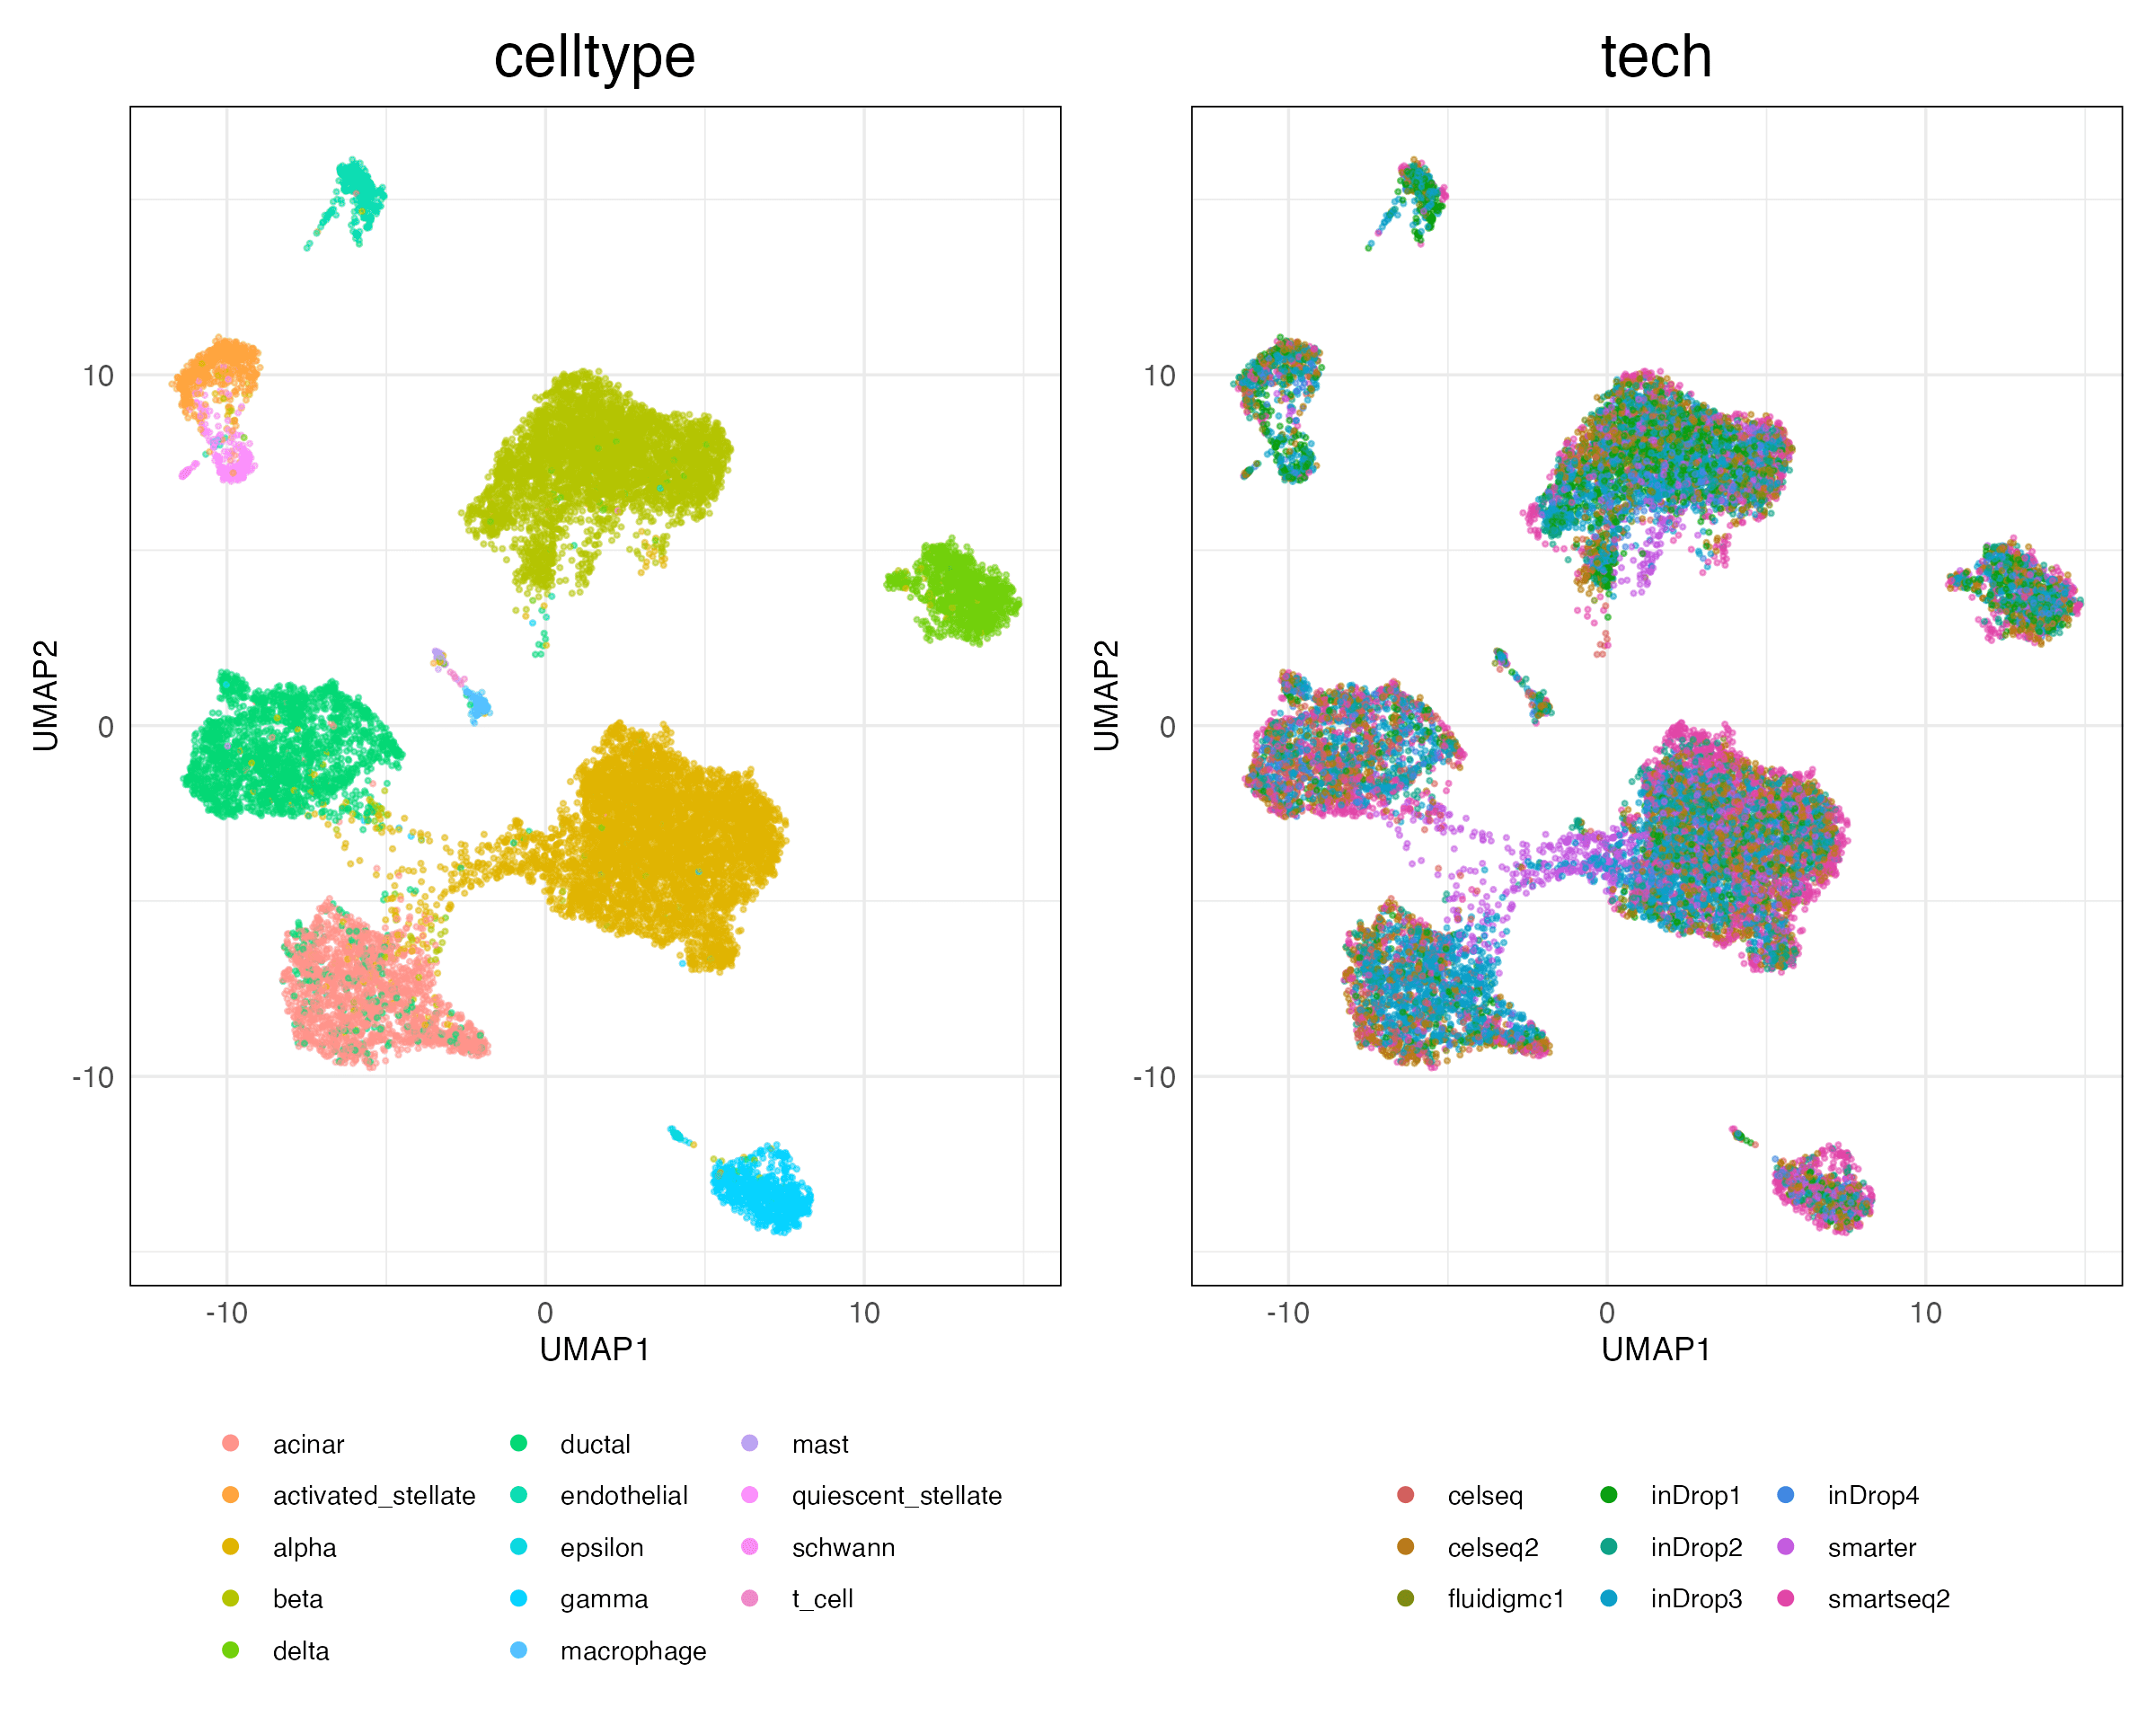 celltype
tech
UMAP2
10
0
-10
-10
0
10
UMAP1
UMAP2
10
0
-10
-10
0
10
UMAP1
acinar
activated_stellate
alpha
beta
delta
ductal
endothelial
epsilon
gamma
macrophage
mast
quiescent_stellate
schwann
t_cell
celseq
celseq2
fluidigmc1
inDrop1
inDrop2
inDrop3
inDrop4
smarter
smartseq2